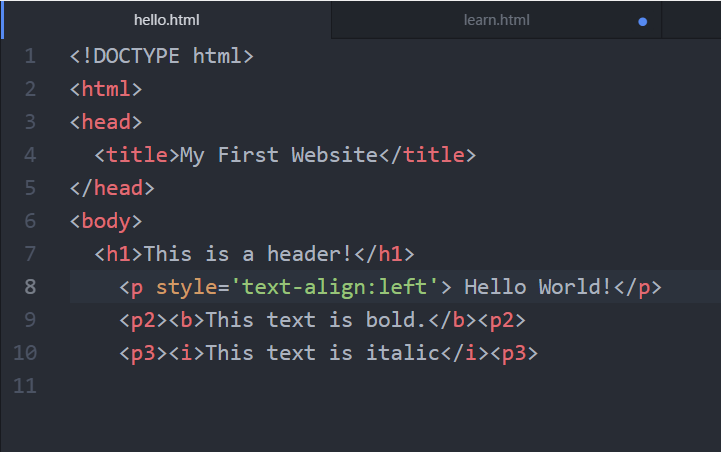 hello.html learn.html
1 <!DOCTYPE html>
2 <html>
3 <head>
4   <title>My First Website</title>
5 </head>
6 <body>
7   <h1>This is a header!</h1>
8     <p style='text-align:left'> Hello World!</p>
9     <p2><b>This text is bold.</b><p2>
10     <p3><i>This text is italic</i><p3>
11